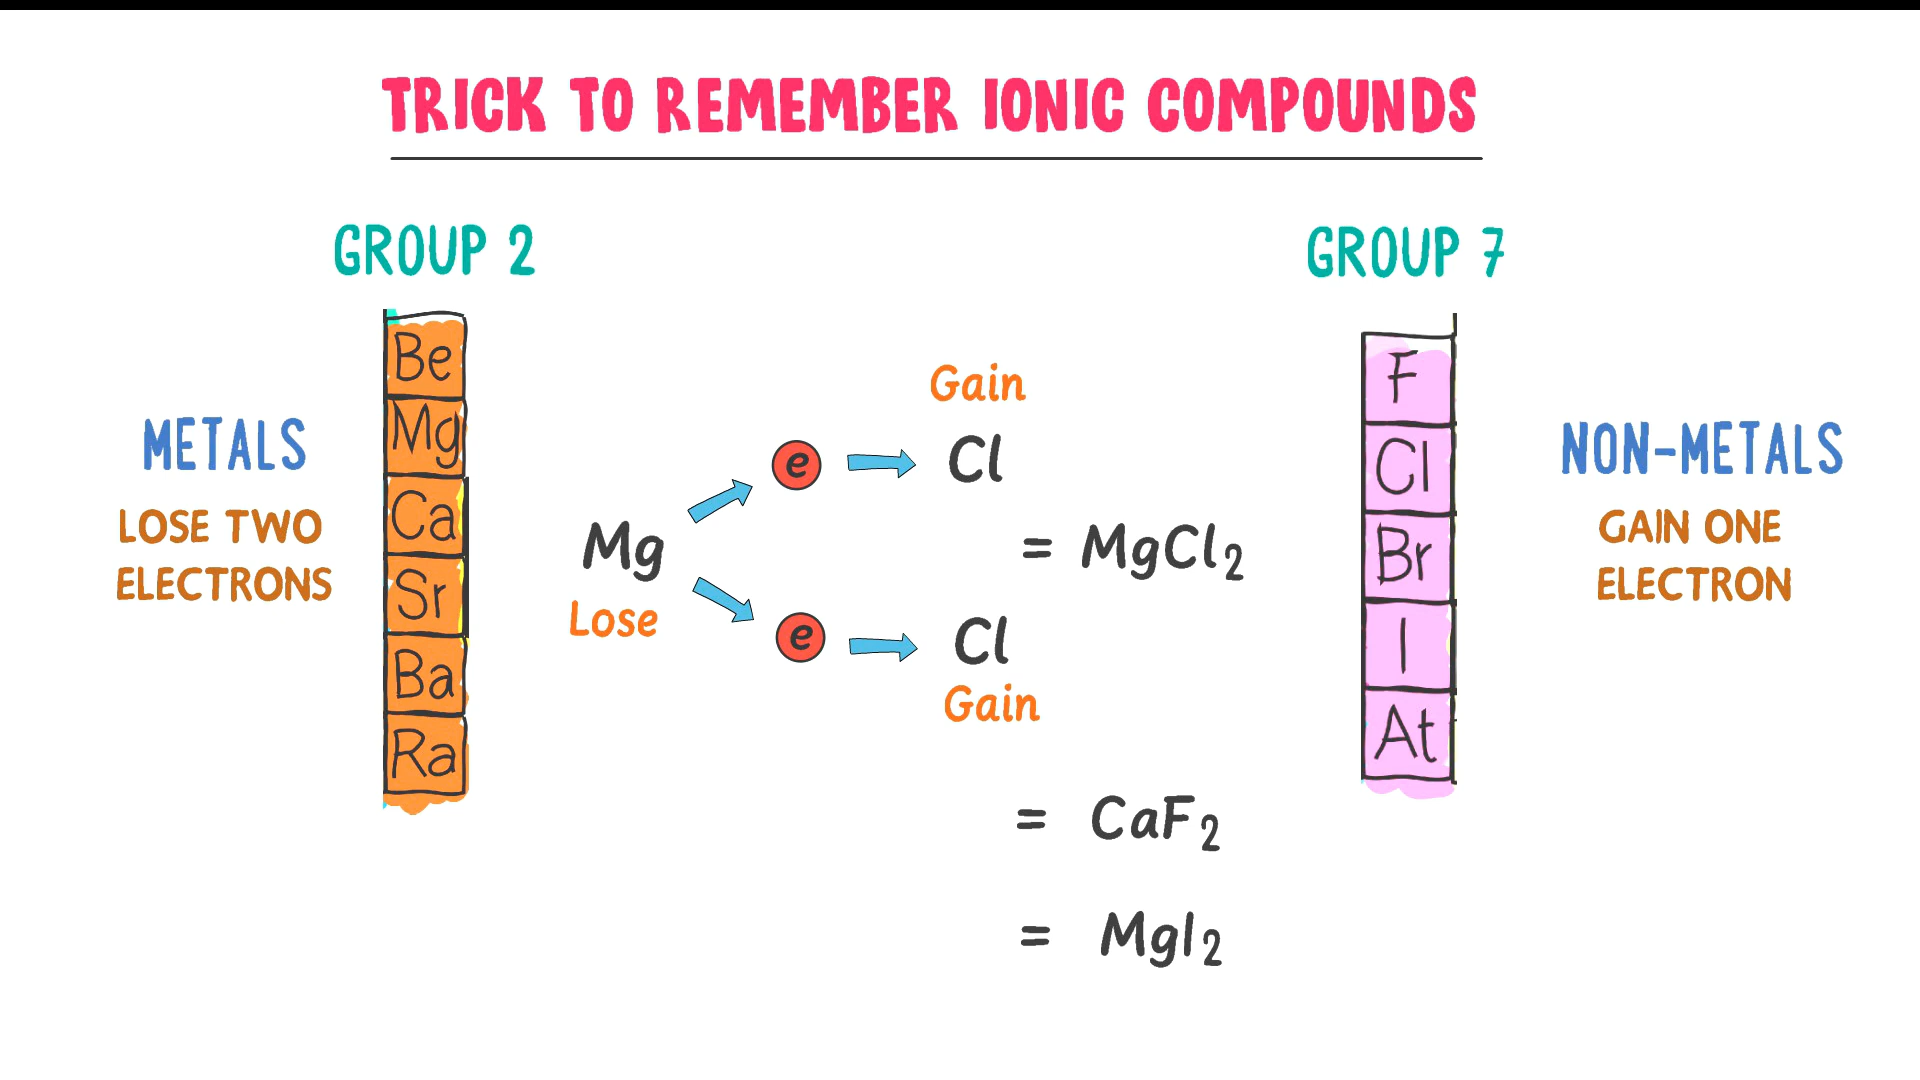 TRICK TO REMEMBER IONIC COMPOUNDS
GROUP 2
GROUP 7
METALS
LOSE TWO
ELECTRONS
Be
Mg
Ca
Sr
Ba
Ra
Mg
Lose
e
e
Gain
Cl
Cl
Gain
= MgCl₂
= CaF₂
= MgI₂
F
Cl
Br
I
At
NON-METALS
GAIN ONE
ELECTRON